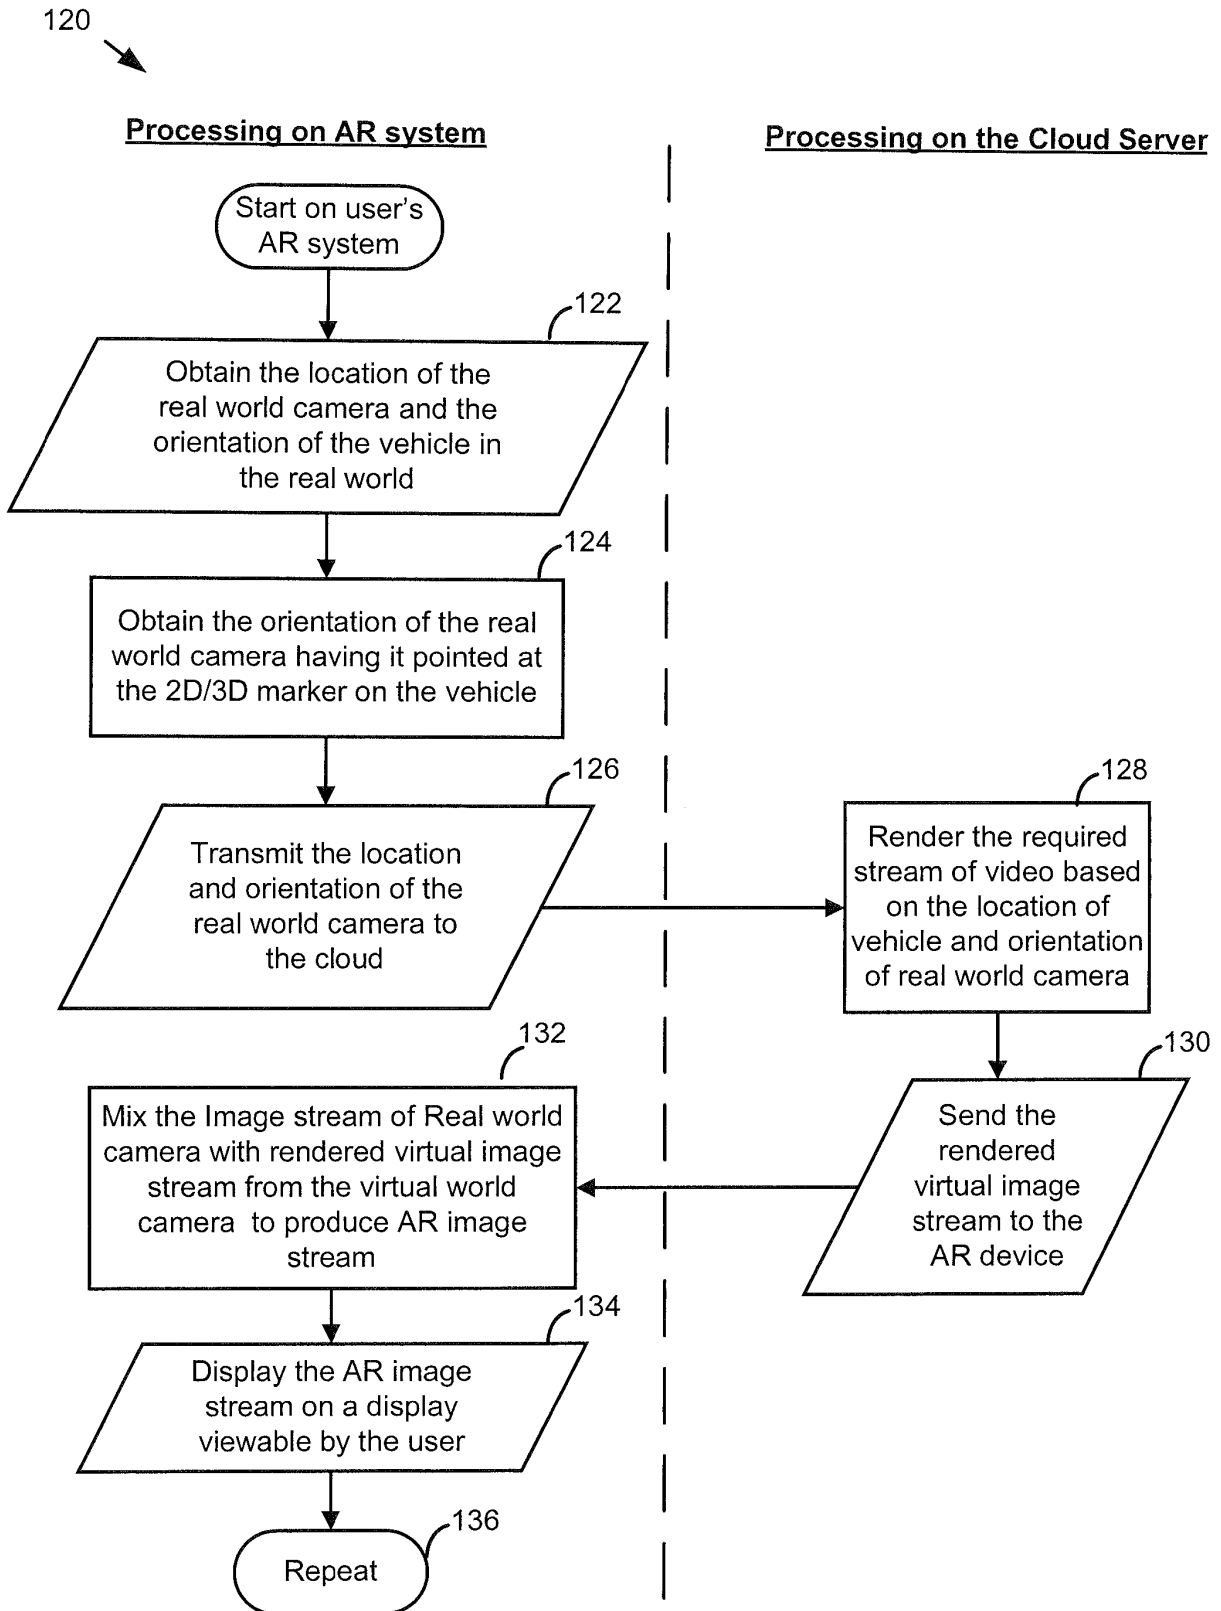 120
Processing on AR system
Processing on the Cloud Server
Start on user's
AR system
122
Obtain the location of the
real world camera and the
orientation of the vehicle in
the real world
124
Obtain the orientation of the real
world camera having it pointed at
the 2D/3D marker on the vehicle
126
Transmit the location
and orientation of the
real world camera to
the cloud
128
Render the required
stream of video based
on the location of
vehicle and orientation
of real world camera
130
Send the
rendered
virtual image
stream to the
AR device
132
Mix the Image stream of Real world
camera with rendered virtual image
stream from the virtual world
camera to produce AR image
stream
134
Display the AR image
stream on a display
viewable by the user
136
Repeat